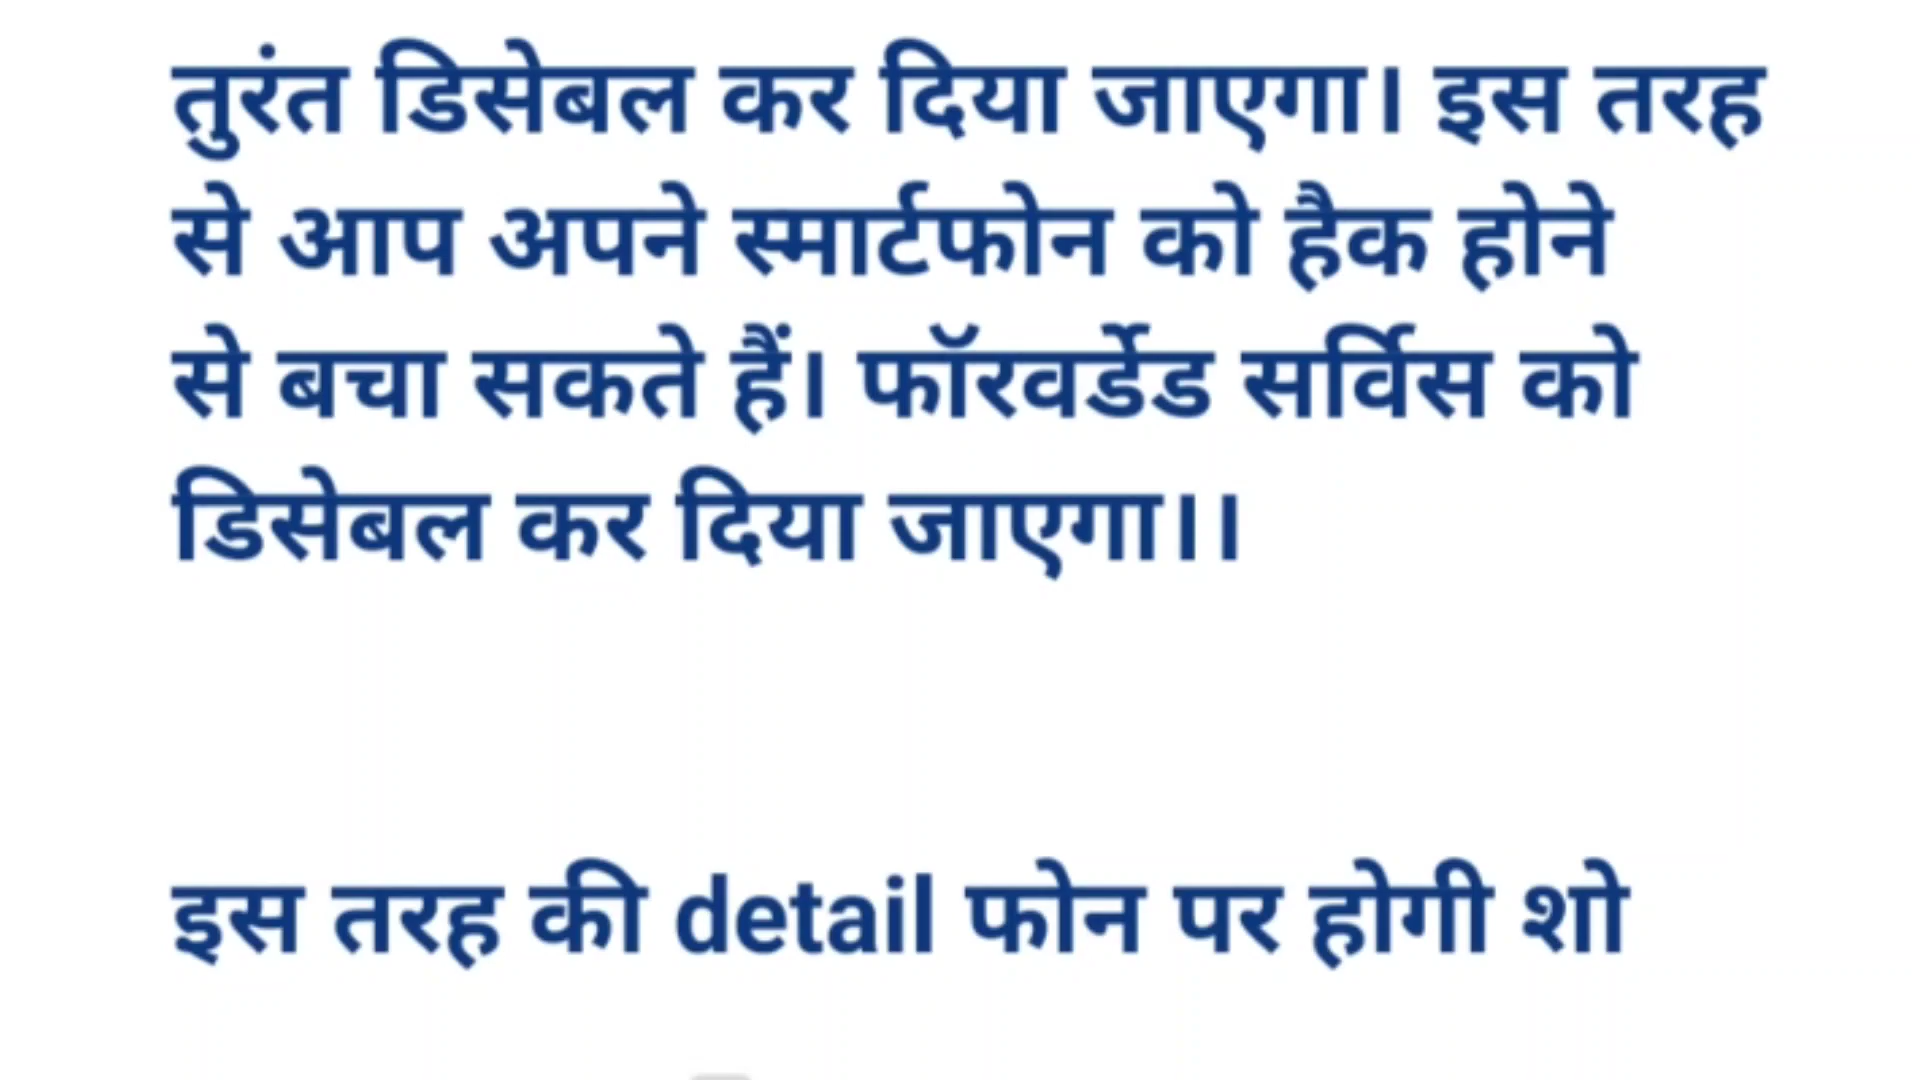 तुरंत डिसेबल कर दिया जाएगा। इस तरह
से आप अपने स्मार्टफोन को हैक होने
से बचा सकते हैं। फॉरवर्डेड सर्विस को
डिसेबल कर दिया जाएगा।।
इस तरह की detail फोन पर होगी शो